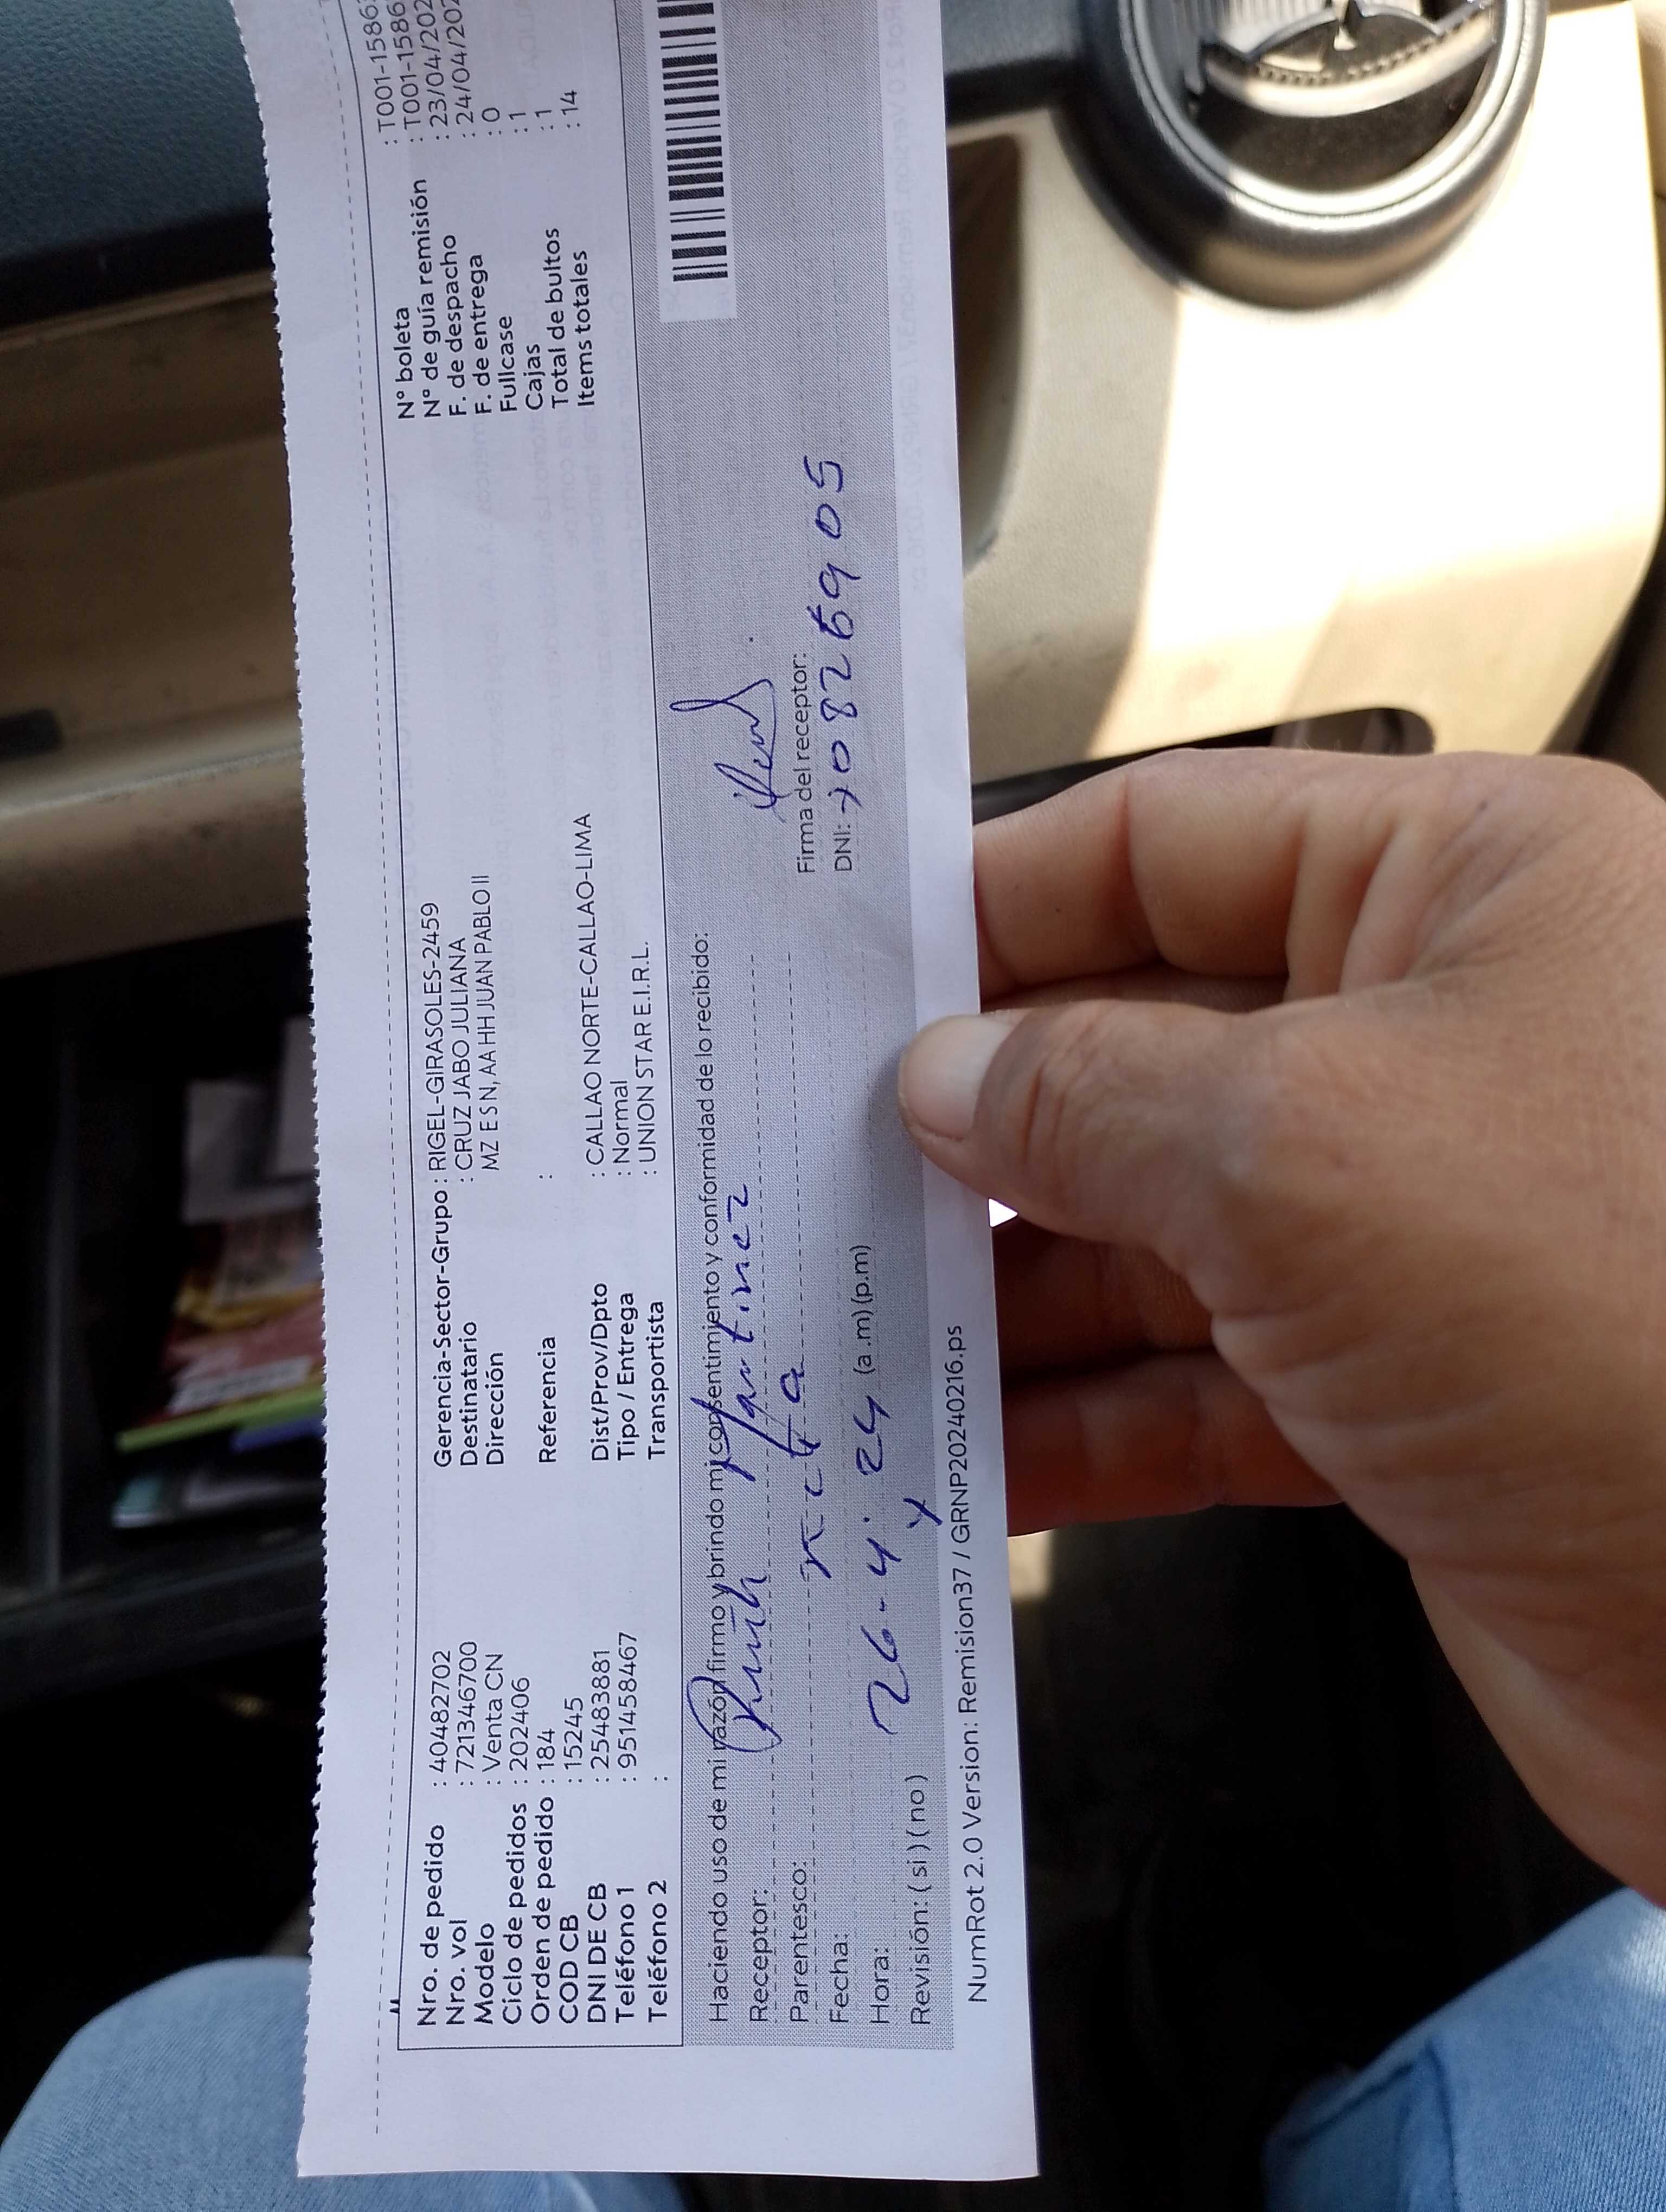 Nro. de pedido : 40482702
Nro. vol : 721346700
Modelo : Venta CN
Ciclo de pedidos : 202406
Orden de pedido : 184
COD CB : 15245
DNI DE CB : 25483881
Teléfono 1 : 951458467
Teléfono 2 :
Gerencia-Sector-Grupo : RIGEL-GIRASOLES-2459
Destinatario : CRUZ JABO JULIANA
Dirección MZ E SN, AA HH JUAN PABLO II
Referencia :
Dist/Prov/Dpto : CALLAO NORTE-CALLAO-LIMA
Tipo / Entrega : Normal
Transportista : UNION STAR E.I.R.L.
N° boleta : T001-1586
N° de guía remisión : T001-1586
F. de despacho : 23/04/202
F. de entrega : 24/04/202
Fullcase : 0
Cajas : 1
Total de bultos : 1
Items totales : 14
Haciendo uso de mi razón firmo y brindo mi consentimiento y conformidad de lo recibido:
Receptor: Martinez
Parentesco: nieta
Fecha: 26-4-24
Hora: (a.m) (p.m)
Revisión: ( si ) ( no )
Firma del receptor:
DNI: 70826905
NumRot 2.0 Version: Remision37 / GRNP20240216.ps